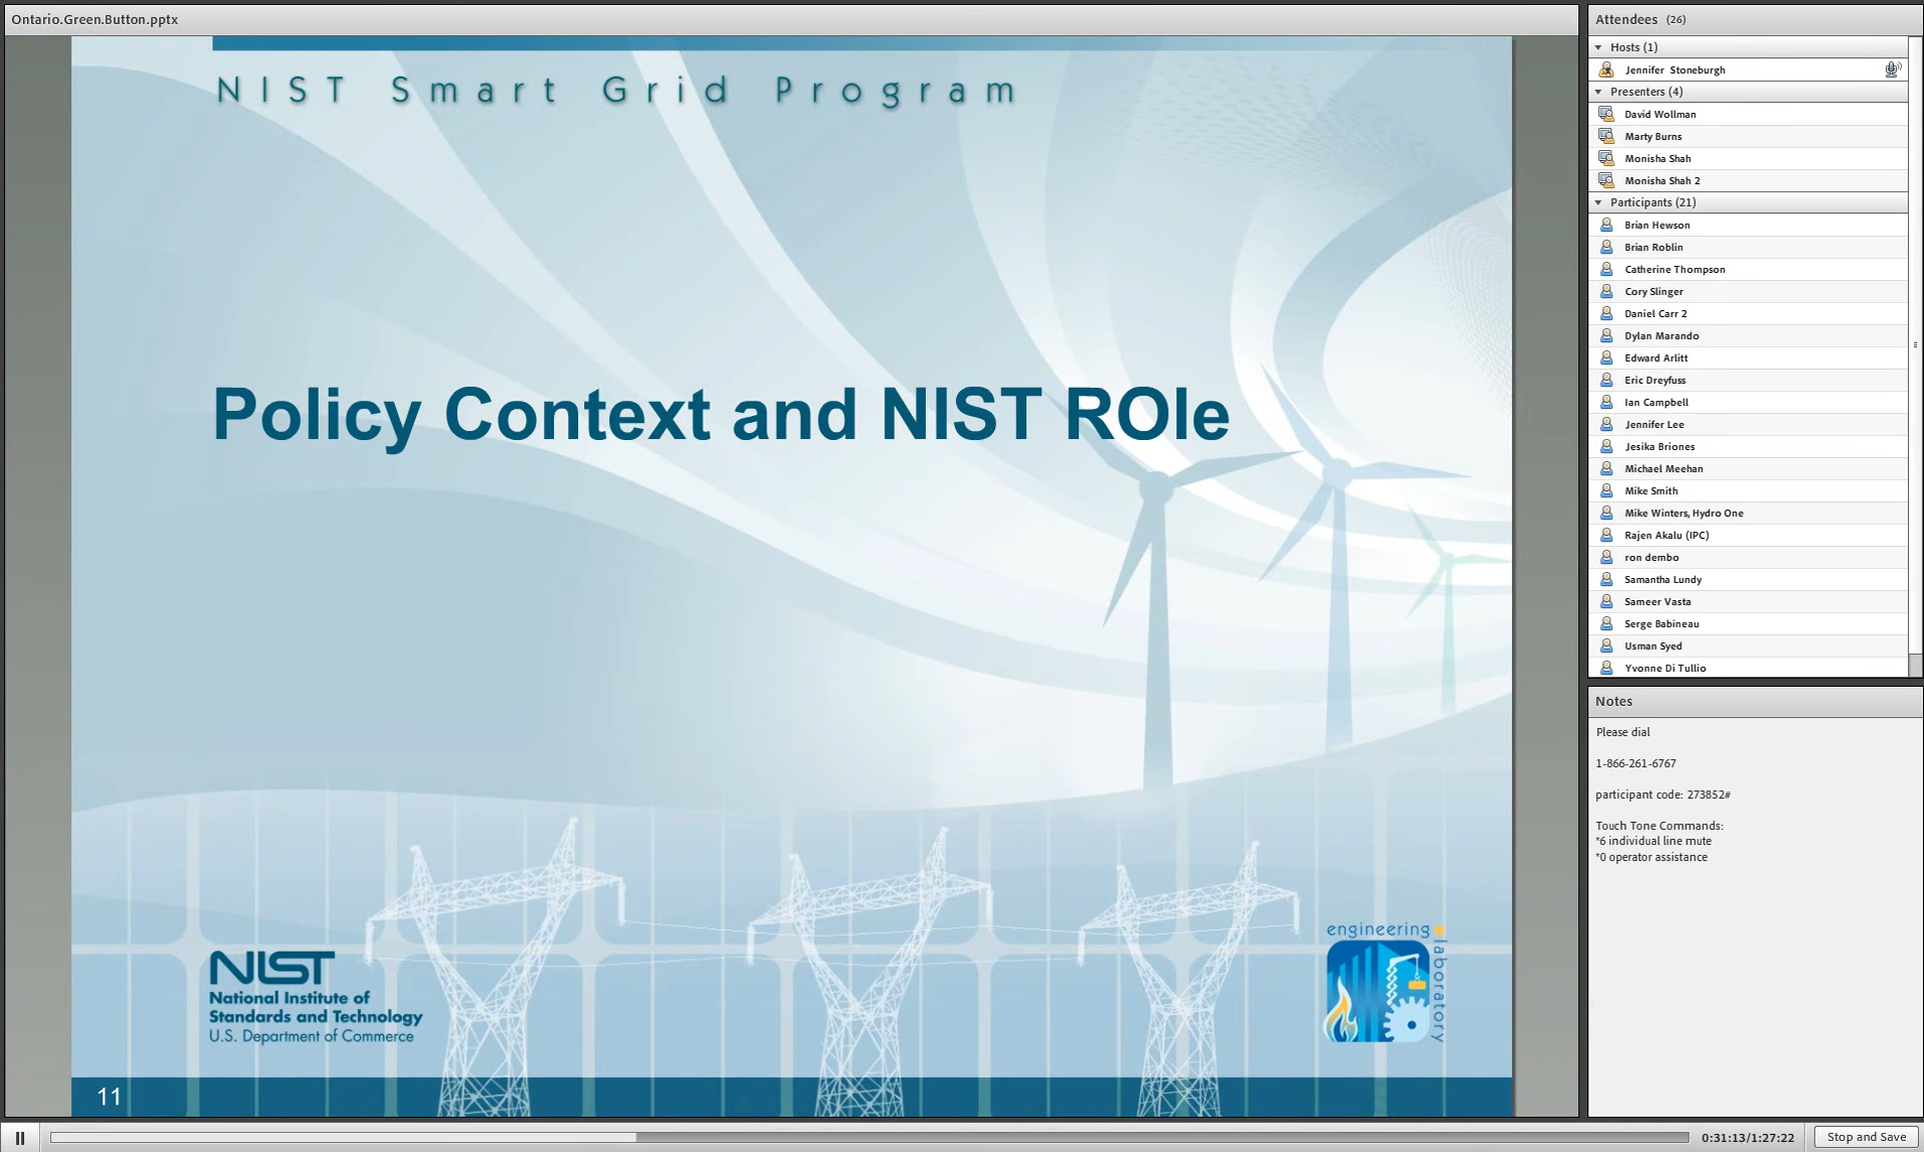 Ontario.Green.Button.pptx
NIST Smart Grid Program
Policy Context and NIST ROle
NIST
National Institute of
Standards and Technology
U.S. Department of Commerce
engineering
laboratory
11
Attendees (26)
Hosts (1)
Jennifer Stoneburgh
Presenters (4)
David Wollman
Marty Burns
Monisha Shah
Monisha Shah 2
Participants (21)
Brian Hewson
Brian Roblin
Catherine Thompson
Cory Slinger
Daniel Carr 2
Dylan Marando
Edward Arlitt
Eric Dreyfuss
Ian Campbell
Jennifer Lee
Jesika Briones
Michael Meehan
Mike Smith
Mike Winters, Hydro One
Rajen Akalu (IPC)
ron dembo
Samantha Lundy
Sameer Vasta
Serge Babineau
Usman Syed
Yvonne Di Tullio
Notes
Please dial
1-866-261-6767
participant code: 273852#
Touch Tone Commands:
*6 individual line mute
*0 operator assistance
0:31:13/1:27:22
Stop and Save